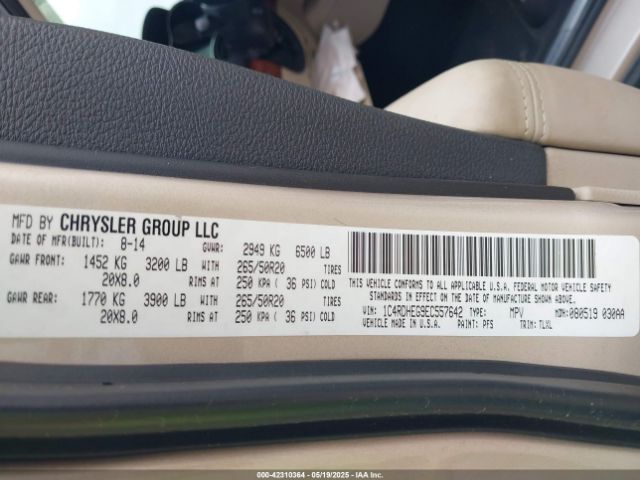 MFD BY CHRYSLER GROUP LLC
DATE OF MFR(BUILT): 8-14 GVWR: 2949 KG 6500 LB
GAWR FRONT: 1452 KG 3200 LB WITH 265/50R20 TIRES
20X8.0 RIMS AT 250 KPA ( 36 PSI) COLD
GAWR REAR: 1770 KG 3900 LB WITH 265/50R20 TIRES
20X8.0 RIMS AT 250 KPA ( 36 PSI) COLD
THIS VEHICLE CONFORMS TO ALL APPLICABLE U.S.A. FEDERAL MOTOR VEHICLE SAFETY
STANDARDS IN EFFECT ON THE DATE OF MANUFACTURE SHOWN ABOVE.
VIN: 1C4RDHEG9EC557642 TYPE: MPV MDH: 080519 030AA
MADE IN U.S.A. PAINT: PFS TRIM: TLXL
000-42310364 - 05/19/2025 - IAA Inc.